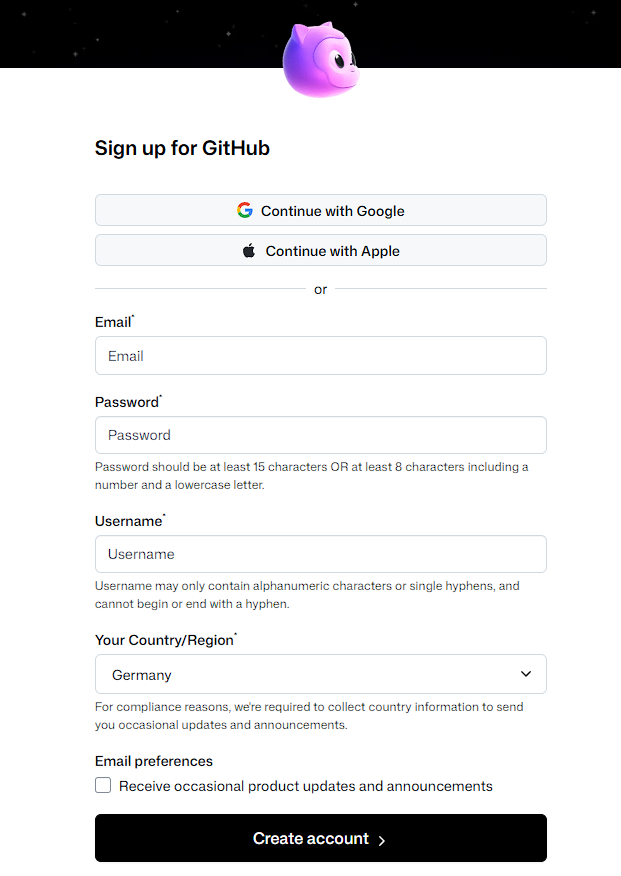 Sign up for GitHub
Continue with Google
Continue with Apple
or
Email*
Email
Password*
Password
Password should be at least 15 characters OR at least 8 characters including a
number and a lowercase letter.
Username*
Username
Username may only contain alphanumeric characters or single hyphens, and
cannot begin or end with a hyphen.
Your Country/Region*
Germany
For compliance reasons, we're required to collect country information to send
you occasional updates and announcements.
Email preferences
Receive occasional product updates and announcements
Create account